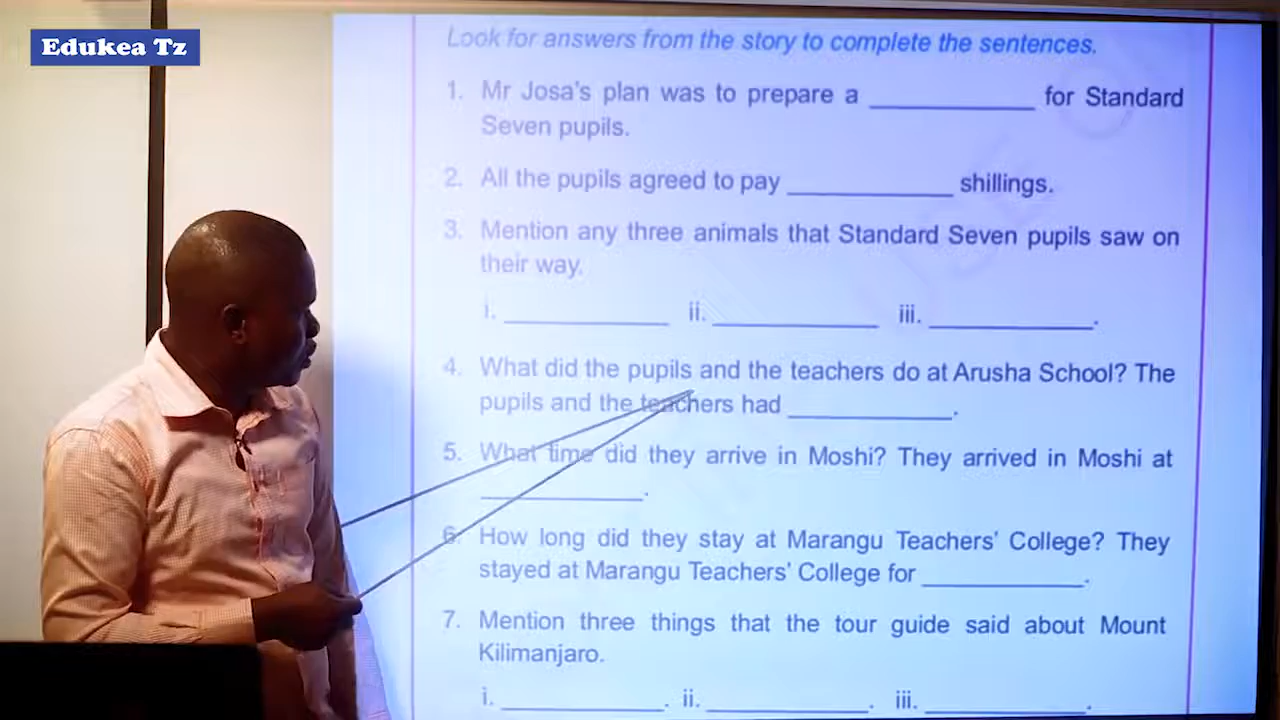 Edukea Tz
Look for answers from the story to complete the sentences.
1. Mr Josa's plan was to prepare a ____________ for Standard
Seven pupils.
2. All the pupils agreed to pay ____________ shillings.
3. Mention any three animals that Standard Seven pupils saw on
their way.
i. ____________ ii. ____________ iii. ____________.
4. What did the pupils and the teachers do at Arusha School? The
pupils and the teachers had ____________.
5. What time did they arrive in Moshi? They arrived in Moshi at
____________.
6. How long did they stay at Marangu Teachers' College? They
stayed at Marangu Teachers' College for ____________.
7. Mention three things that the tour guide said about Mount
Kilimanjaro.
i. ____________. ii. ____________. iii. ____________.